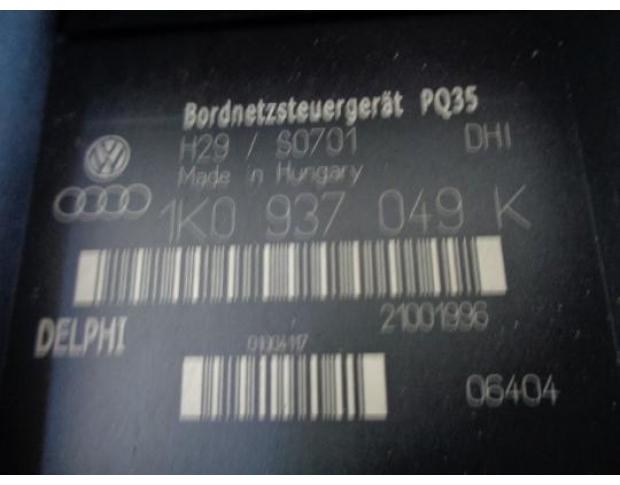 Bordnetzsteuergerät PQ35
H29 / S0701 DHI
Made in Hungary
1K0 937 049 K
21001996
DELPHI
06404